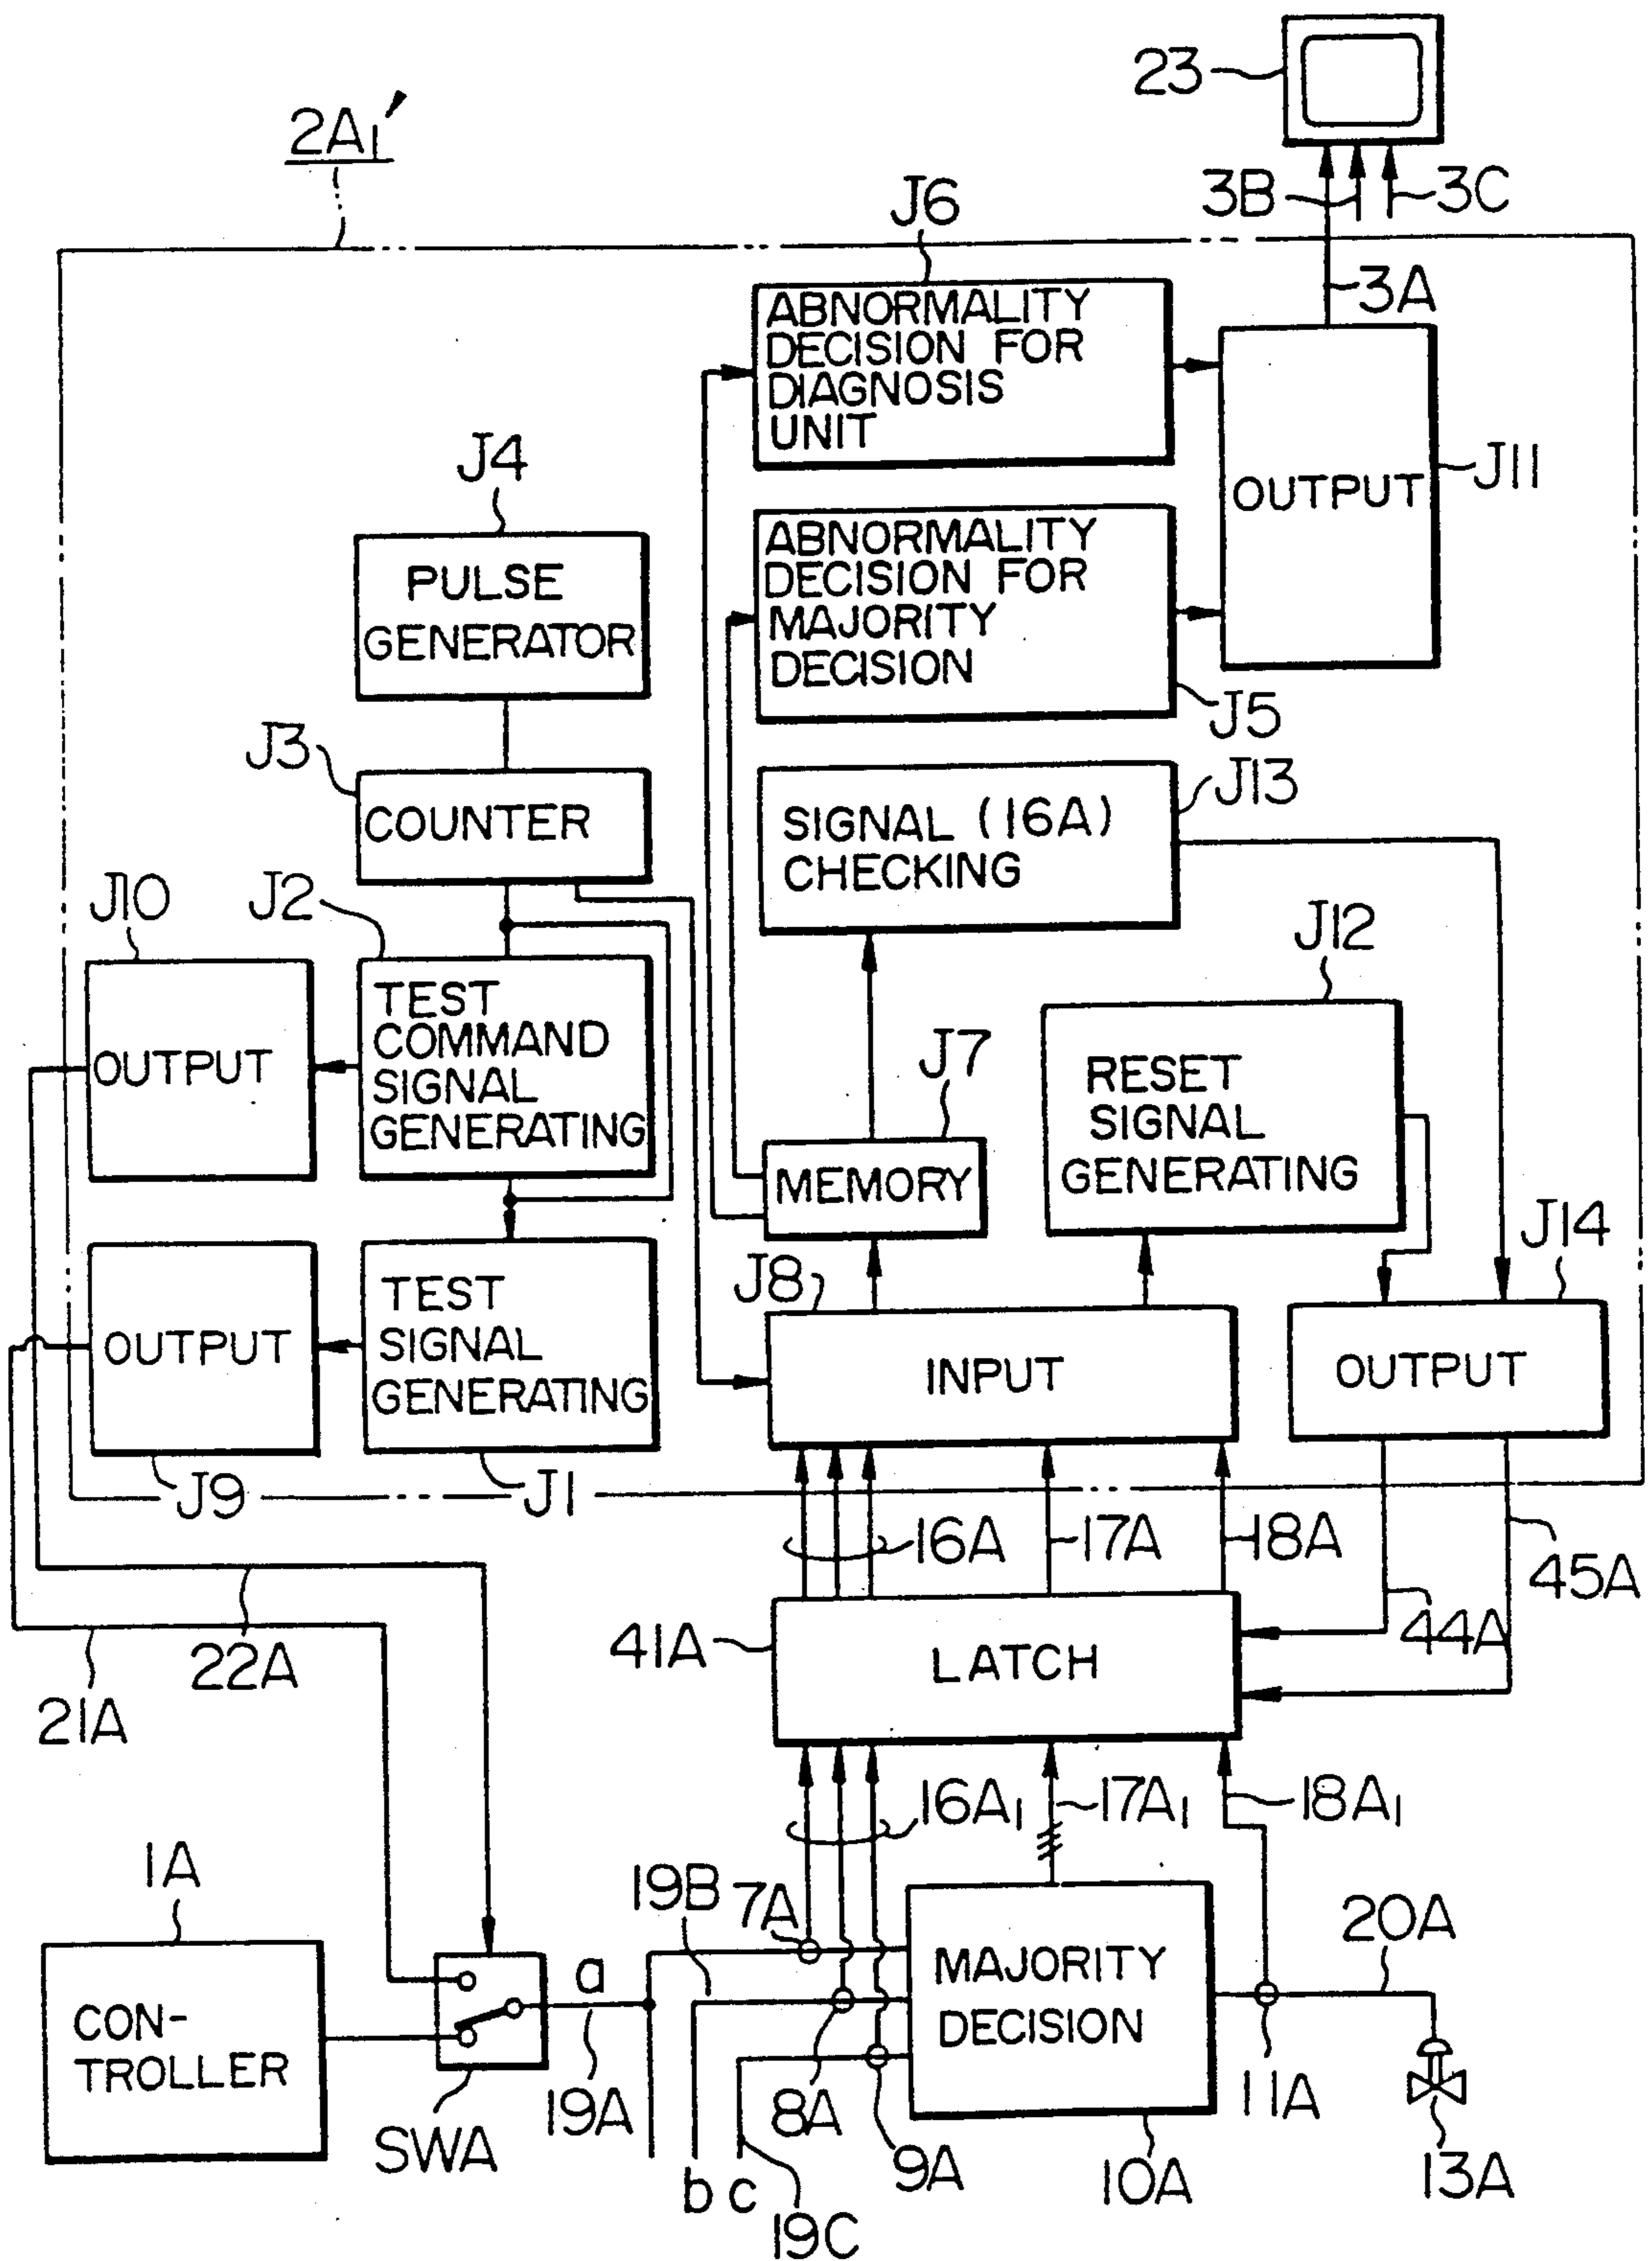 23
2A₁'
3B
3C
J6
3A
ABNORMALITY
DECISION FOR
DIAGNOSIS
UNIT
J4
OUTPUT
J11
PULSE
GENERATOR
ABNORMALITY
DECISION FOR
MAJORITY
DECISION
J5
J3
COUNTER
J13
SIGNAL (16A)
CHECKING
J10
J2
J12
OUTPUT
TEST
COMMAND
SIGNAL
GENERATING
J7
RESET
SIGNAL
GENERATING
MEMORY
J14
J8
OUTPUT
TEST
SIGNAL
GENERATING
INPUT
OUTPUT
J9
J1
16A
17A
18A
45A
44A
22A
21A
41A
LATCH
16A₁
17A₁
18A₁
1A
19B
7A
20A
CON-
TROLLER
a
MAJORITY
DECISION
SWA
19A
8A
9A
11A
10A
13A
b
c
19C